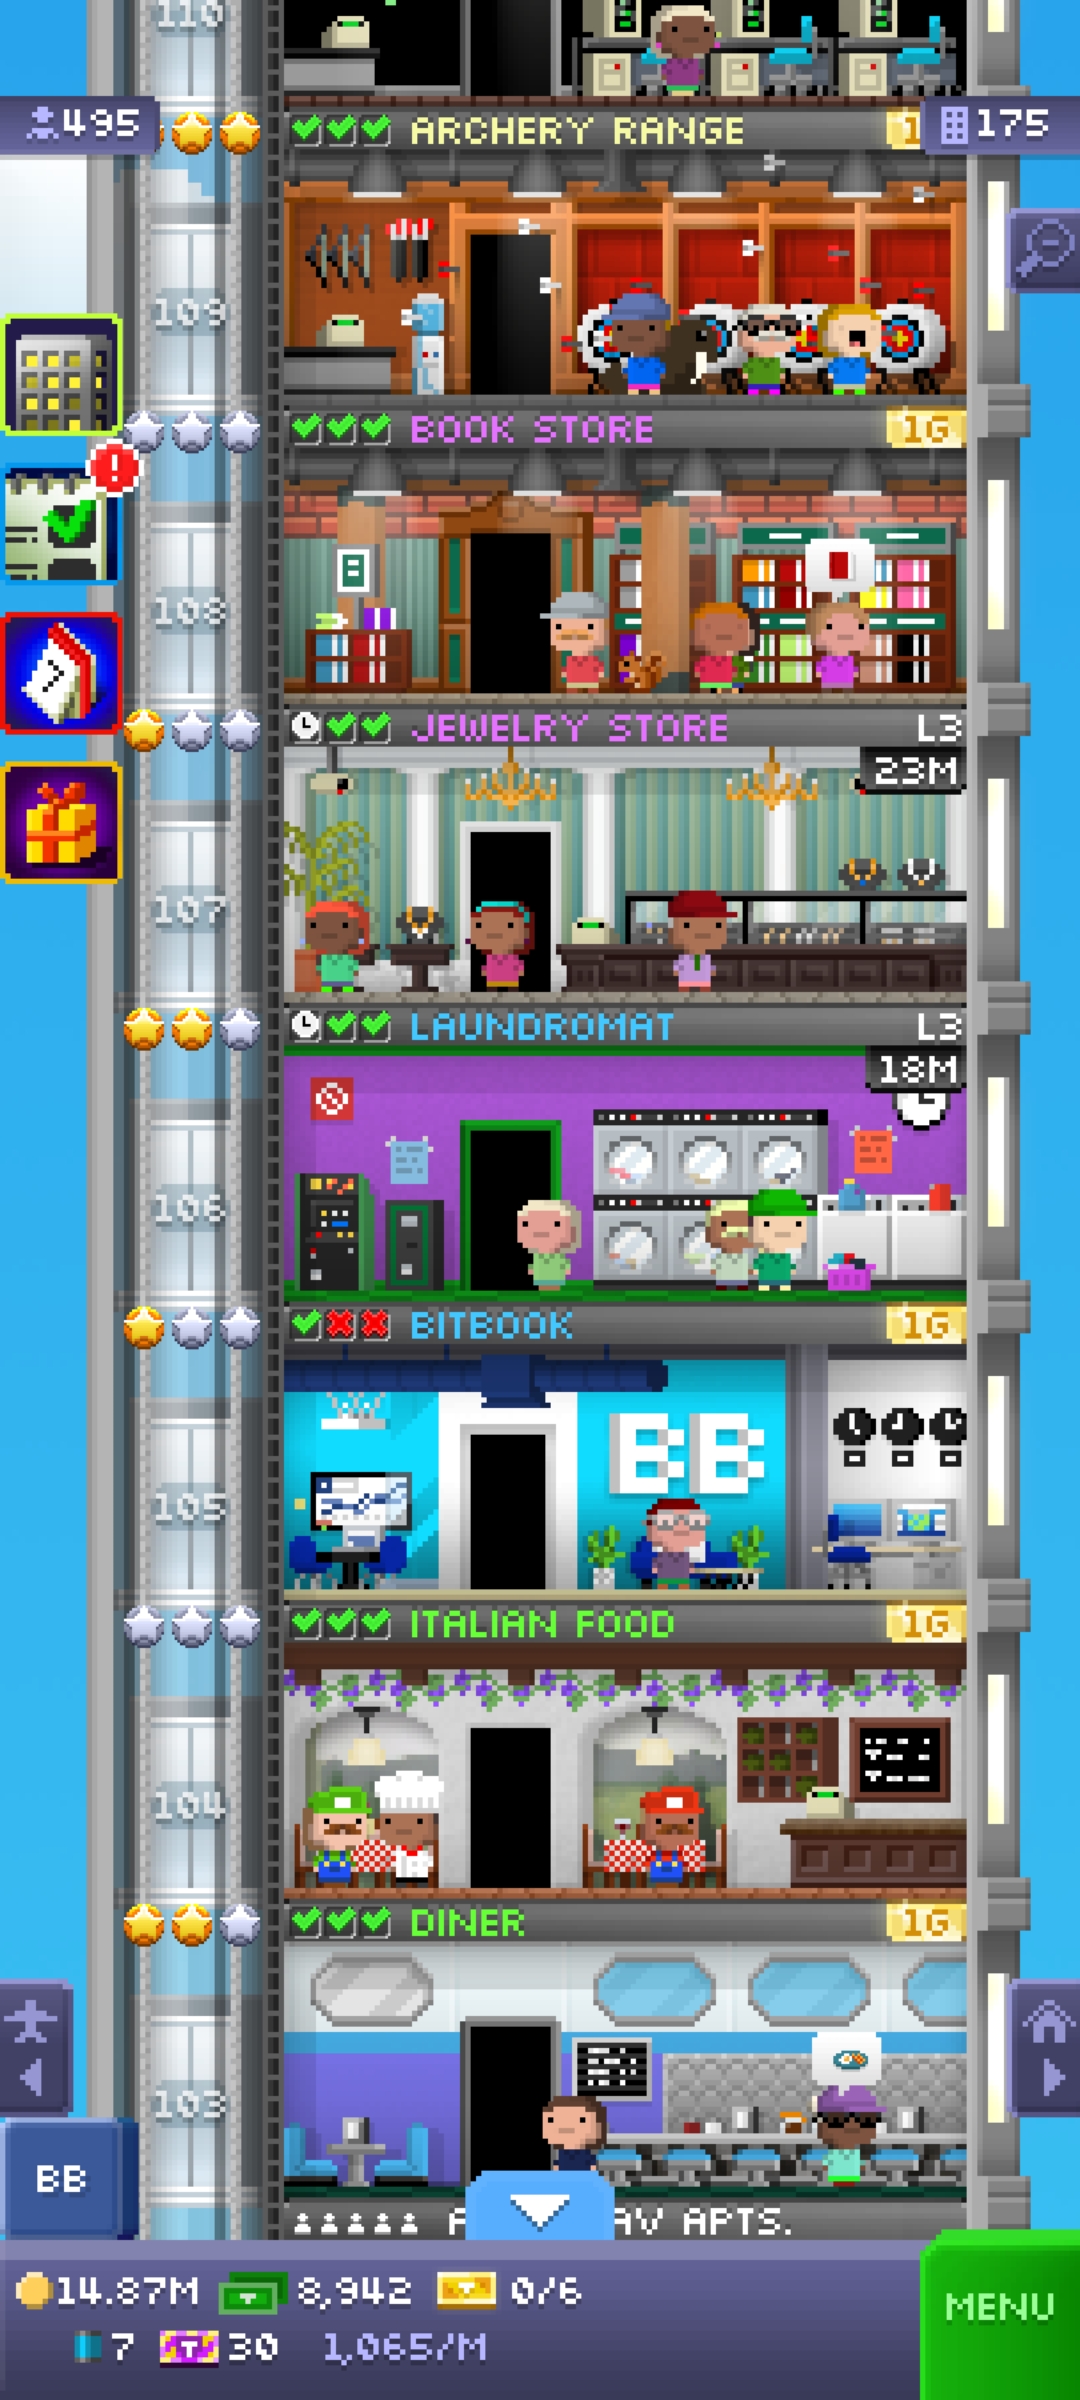 110
495
ARCHERY RANGE
175
109
BOOK STORE
1G
108
JEWELRY STORE
L3
23M
107
LAUNDROMAT
L3
18M
106
BITBOOK
1G
BB
105
ITALIAN FOOD
1G
104
DINER
1G
103
BB
APTS.
14.87M
8,942
0/6
7
30
1,065/M
MENU